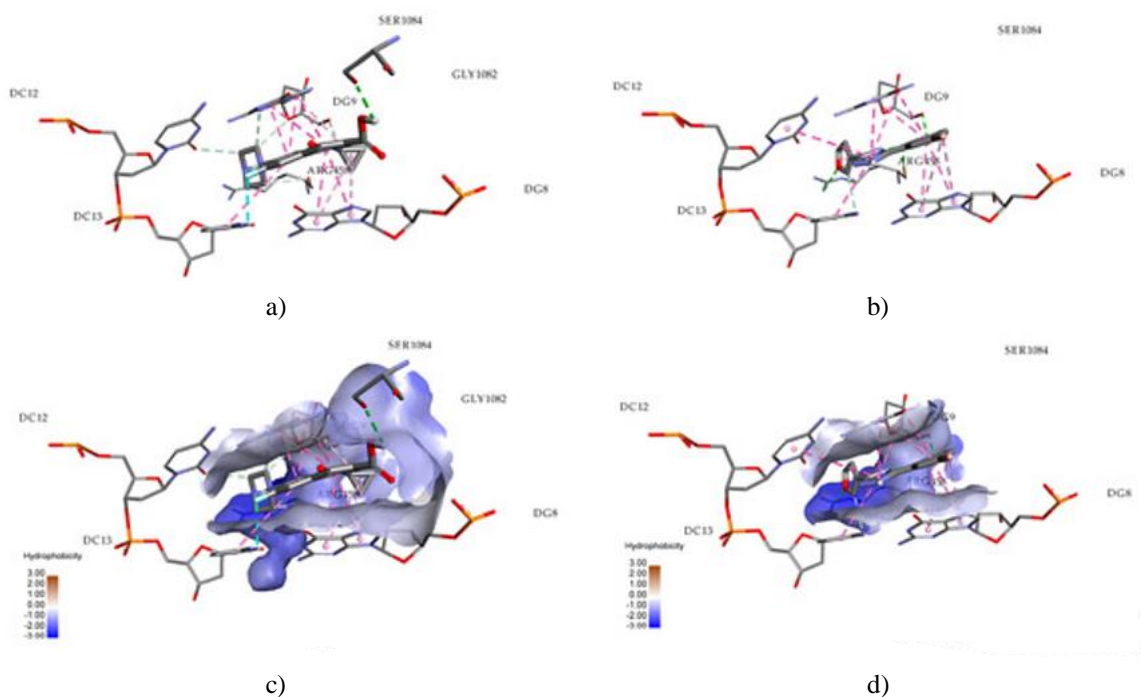 SER1084
GLY1082
DC12
DG9
ARG458
DG8
DC13
a)
SER1084
DG9
ARG458
DG8
DC12
DC13
b)
SER1084
GLY1082
DC12
DG8
DC13
Hydrophobicity
3.00
2.00
1.00
0.00
-1.00
-2.00
-3.00
c)
SER1084
DC12
DG8
DC13
Hydrophobicity
3.00
2.00
1.00
0.00
-1.00
-2.00
-3.00
d)